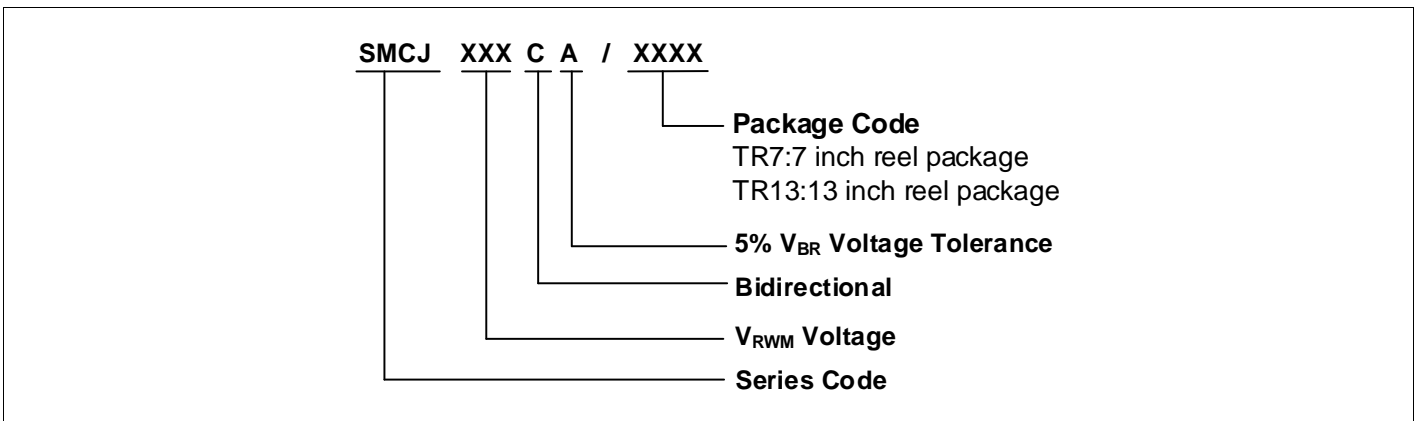 SMCJ XXX C A / XXXX
Package Code
TR7:7 inch reel package
TR13:13 inch reel package
5% VBR Voltage Tolerance
Bidirectional
VRWM Voltage
Series Code